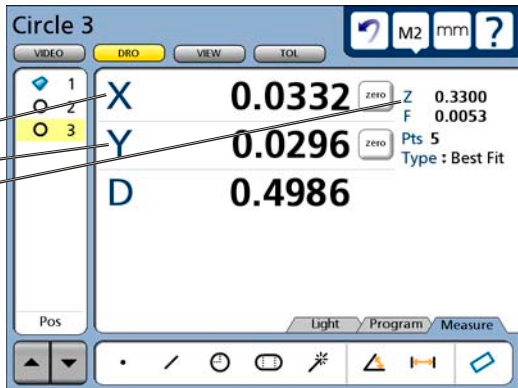 Circle 3
M2 mm ?
VIDEO DRO VIEW TOL
1
2
3
X 0.0332 zero
Y 0.0296 zero
D 0.4986
Z 0.3300
F 0.0053
Pts 5
Type : Best Fit
Pos
Light Program Measure